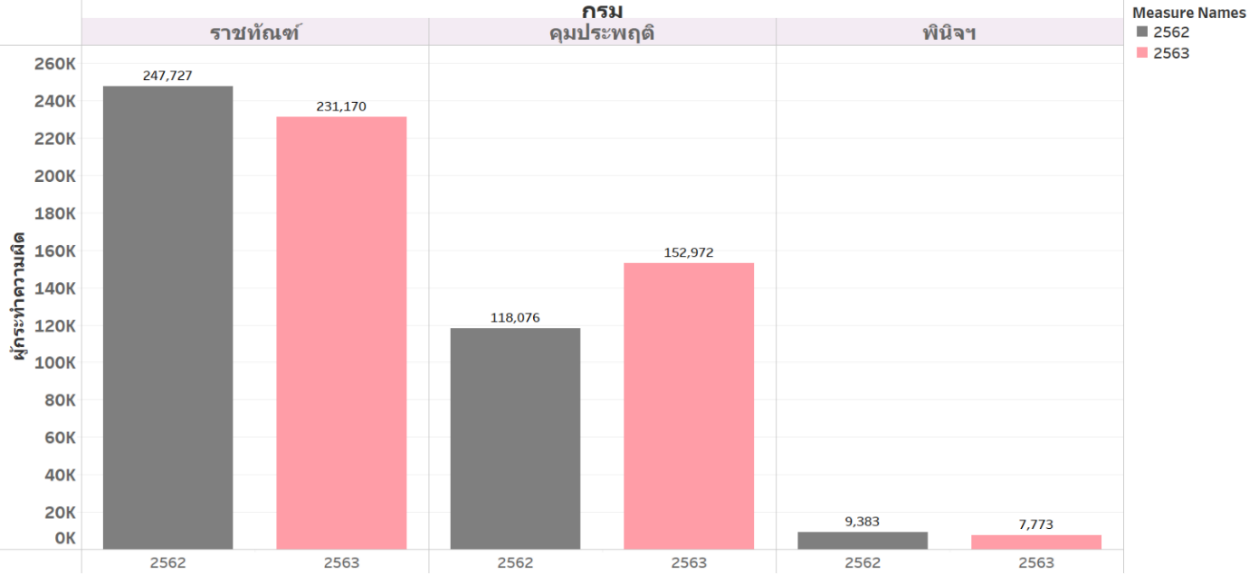 กรม
ราชทัณฑ์ คุมประพฤติ พินิจฯ
Measure Names
2562
2563
ผู้กระทำความผิด
260K
240K
220K
200K
180K
160K
140K
120K
100K
80K
60K
40K
20K
0K
247,727
231,170
118,076
152,972
9,383
7,773
2562 2563 2562 2563 2562 2563